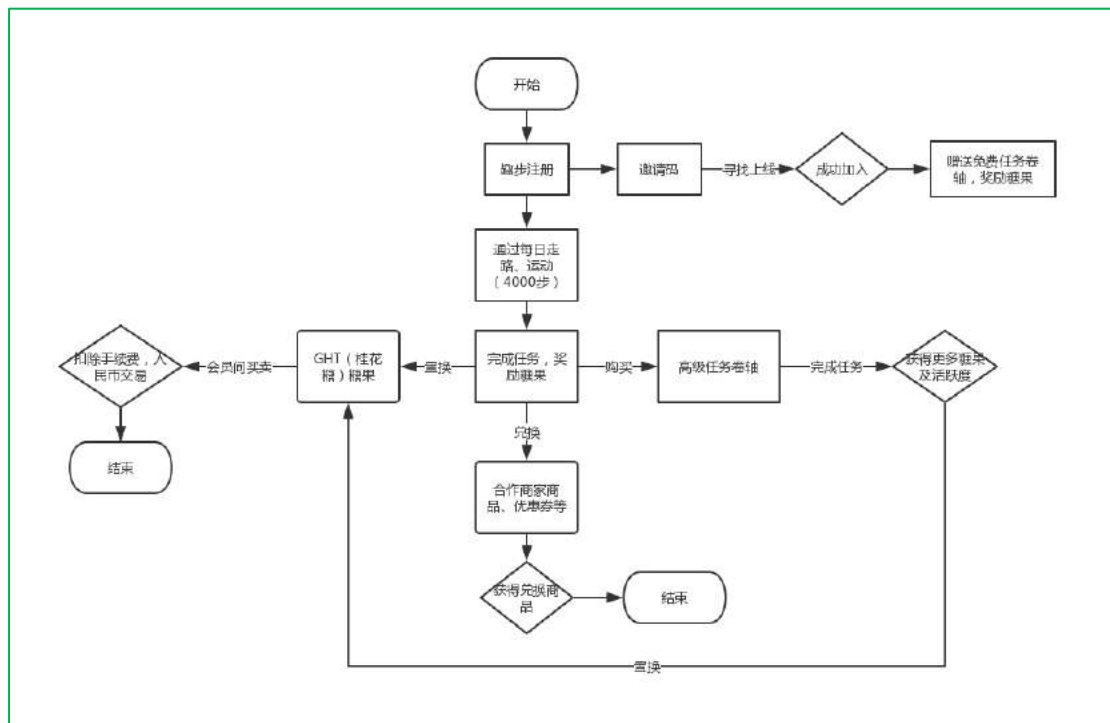 开始
趣步注册
邀请码
寻找上线
成功加入
赠送免费任务卷
轴，奖励糖果
通过每日走
路、运动
（4000步）
扣除手续费，人
民币交易
会员间买卖
GHT（桂花
糖）糖果
置换
完成任务，奖
励糖果
购买
高级任务卷轴
完成任务
获得更多糖果
及活跃度
结束
兑换
合作商家商
品、优惠券等
获得兑换商
品
结束
置换